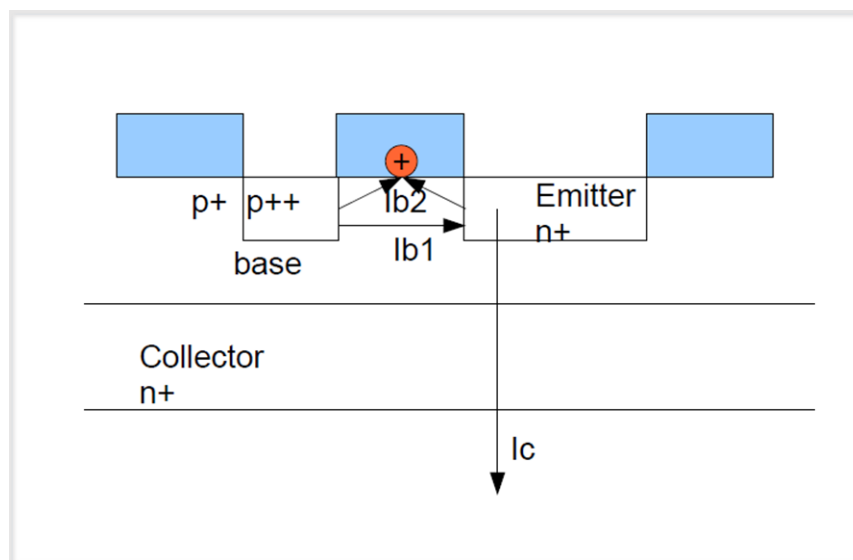 +
p+ p++ Ib2 Emitter
n+
Ib1
base
Collector
n+
Ic